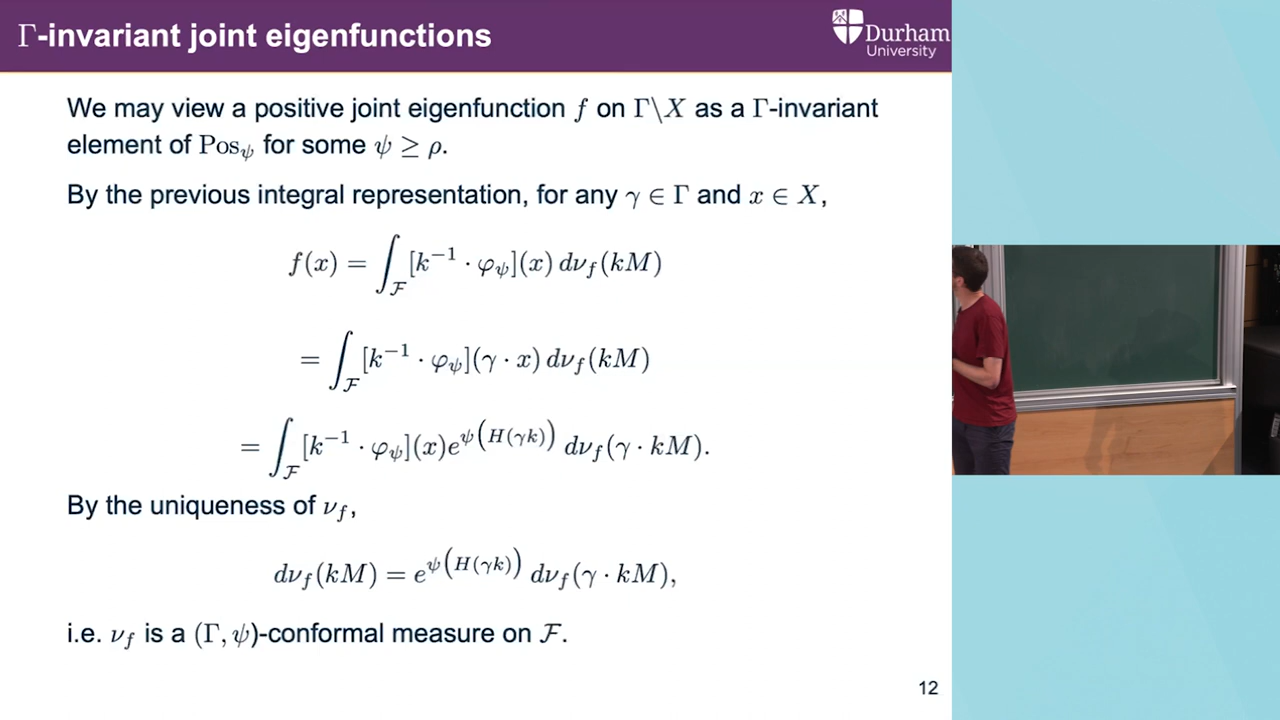 Γ-invariant joint eigenfunctions
Durham
University
We may view a positive joint eigenfunction f on Γ\X as a Γ-invariant
element of Pos_ψ for some ψ ≥ ρ.
By the previous integral representation, for any γ ∈ Γ and x ∈ X,
f(x) = ∫_ℱ [k⁻¹ · φ_ψ](x) dν_f(kM)
= ∫_ℱ [k⁻¹ · φ_ψ](γ · x) dν_f(kM)
= ∫_ℱ [k⁻¹ · φ_ψ](x)e^{ψ(H(γk))} dν_f(γ · kM).
By the uniqueness of ν_f,
dν_f(kM) = e^{ψ(H(γk))} dν_f(γ · kM),
i.e. ν_f is a (Γ, ψ)-conformal measure on ℱ.
12